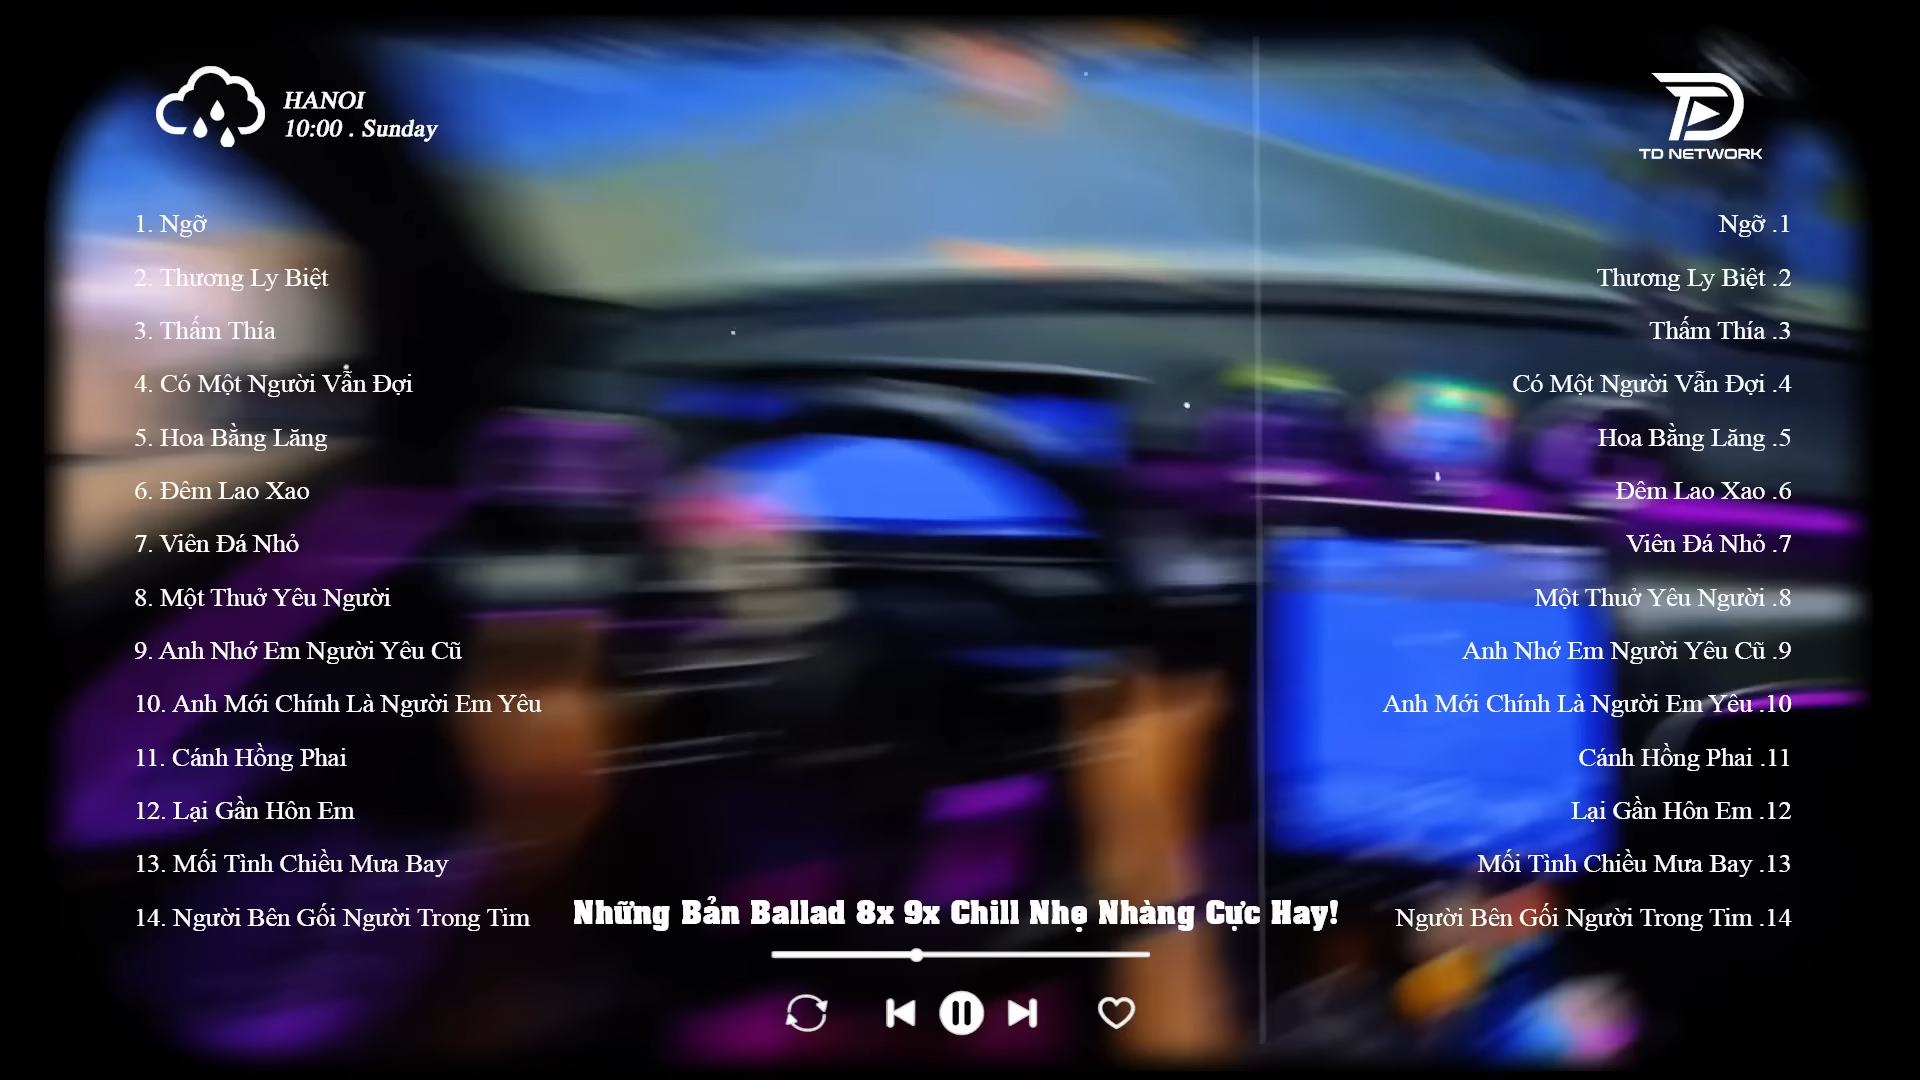 HANOI
10:00 . Sunday
TD NETWORK
1. Ngỡ
2. Thương Ly Biệt
3. Thấm Thía
4. Có Một Người Vẫn Đợi
5. Hoa Bằng Lăng
6. Đêm Lao Xao
7. Viên Đá Nhỏ
8. Một Thuở Yêu Người
9. Anh Nhớ Em Người Yêu Cũ
10. Anh Mới Chính Là Người Em Yêu
11. Cánh Hồng Phai
12. Lại Gần Hôn Em
13. Mối Tình Chiều Mưa Bay
14. Người Bên Gối Người Trong Tim
Ngỡ .1
Thương Ly Biệt .2
Thấm Thía .3
Có Một Người Vẫn Đợi .4
Hoa Bằng Lăng .5
Đêm Lao Xao .6
Viên Đá Nhỏ .7
Một Thuở Yêu Người .8
Anh Nhớ Em Người Yêu Cũ .9
Anh Mới Chính Là Người Em Yêu .10
Cánh Hồng Phai .11
Lại Gần Hôn Em .12
Mối Tình Chiều Mưa Bay .13
Người Bên Gối Người Trong Tim .14
Những Bản Ballad 8x 9x Chill Nhẹ Nhàng Cực Hay!